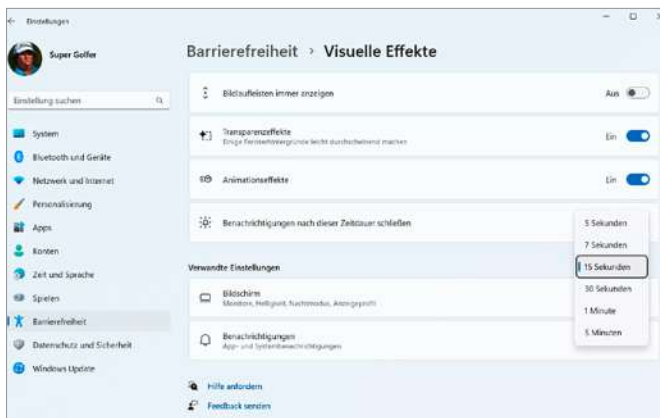 Einstellungen
Super Golfer
Barrierefreiheit > Visuelle Effekte
Einstellung suchen
System
Bluetooth und Geräte
Netzwerk und Internet
Personalisierung
Apps
Konten
Zeit und Sprache
Spielen
Barrierefreiheit
Datenschutz und Sicherheit
Windows Update
Bildlaufleisten immer anzeigen
Aus
Transparenzeffekte
Einige Fensterhintergründe leicht durchscheinend machen
Ein
Animationseffekte
Ein
Benachrichtigungen nach dieser Zeitdauer schließen
5 Sekunden
7 Sekunden
15 Sekunden
30 Sekunden
1 Minute
5 Minuten
Verwandte Einstellungen
Bildschirm
Monitore, Helligkeit, Nachtmodus, Anzeigeprofil
Benachrichtigungen
App- und Systembenachrichtigungen
Hilfe anfordern
Feedback senden